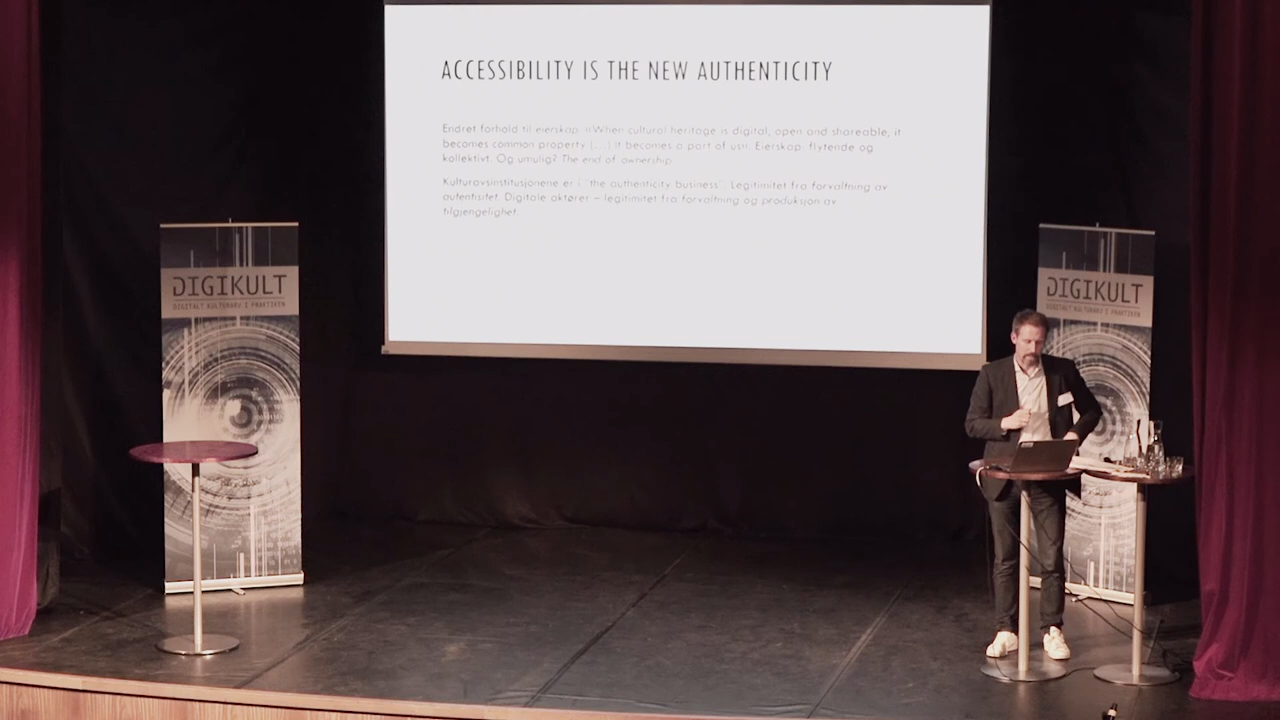 ACCESSIBILITY IS THE NEW AUTHENTICITY
Endret forhold til eierskap. «When cultural heritage is digital, open and shareable, it
becomes common property (...) It becomes a part of us». Eierskap: flytende og
kollektivt. Og umulig? The end of ownership.
Kulturavsinstitusjonene er i "the authenticity business". Legitimitet fra forvaltning av
autentisitet. Digitale aktører – legitimitet fra forvaltning og produksjon av
tilgjengelighet.
DIGIKULT
DIGITALT KULTURARV I PRAKTIKEN
DIGIKULT
DIGITALT KULTURARV I PRAKTIKEN